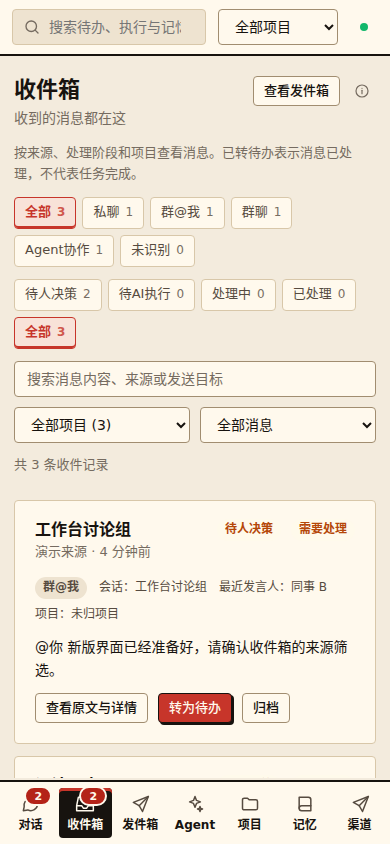 搜索待办、执行与记忆 全部项目
收件箱 查看发件箱
收到的消息都在这
按来源、处理阶段和项目查看消息。已转待办表示消息已处
理，不代表任务完成。
全部 3 私聊 1 群@我 1 群聊 1
Agent协作 1 未识别 0
待人决策 2 待AI执行 0 处理中 0 已处理 0
全部 3
搜索消息内容、来源或发送目标
全部项目 (3) 全部消息
共 3 条收件记录
工作台讨论组 待人决策 需要处理
演示来源 · 4 分钟前
群@我 会话：工作台讨论组 最近发言人：同事 B
项目：未归项目
@你 新版界面已经准备好，请确认收件箱的来源筛
选。
查看原文与详情 转为待办 归档
2 2
对话 收件箱 发件箱 Agent 项目 记忆 渠道